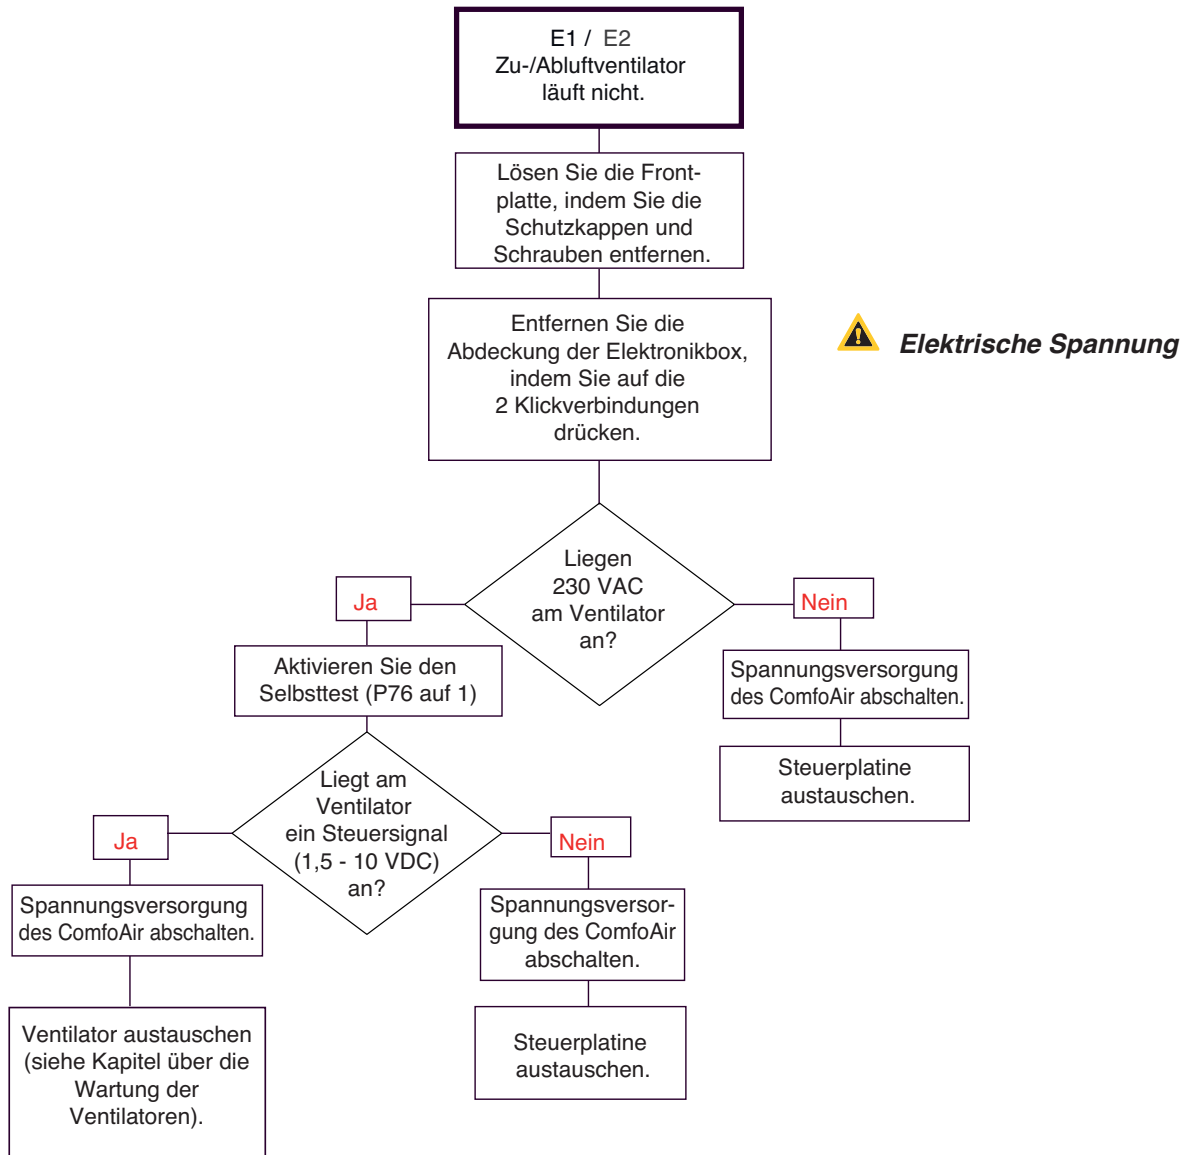 E1 / E2
Zu-/Abluftventilator
läuft nicht.
Lösen Sie die Front-
platte, indem Sie die
Schutzkappen und
Schrauben entfernen.
Entfernen Sie die
Abdeckung der Elektronikbox,
indem Sie auf die
2 Klickverbindungen
drücken.
Elektrische Spannung
Liegen
230 VAC
am Ventilator
an?
Ja
Nein
Aktivieren Sie den
Selbsttest (P76 auf 1)
Spannungsversorgung
des ComfoAir abschalten.
Steuerplatine
austauschen.
Liegt am
Ventilator
ein Steuersignal
(1,5 - 10 VDC)
an?
Ja
Nein
Spannungsversorgung
des ComfoAir abschalten.
Spannungsversor-
gung des ComfoAir
abschalten.
Ventilator austauschen
(siehe Kapitel über die
Wartung der
Ventilatoren).
Steuerplatine
austauschen.